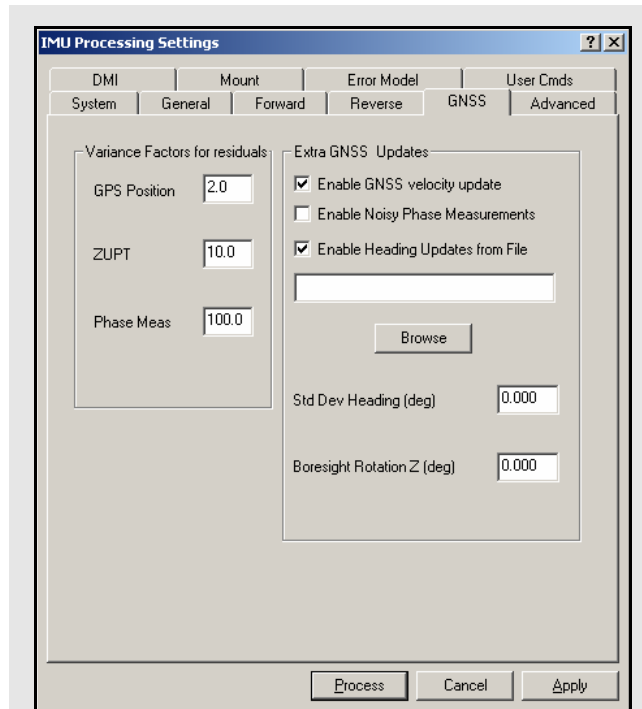 IMU Processing Settings
DMI Mount Error Model User Cmds
System General Forward Reverse GNSS Advanced
Variance Factors for residuals
GPS Position 2.0
ZUPT 10.0
Phase Meas 100.0
Extra GNSS Updates
Enable GNSS velocity update
Enable Noisy Phase Measurements
Enable Heading Updates from File
Browse
Std Dev Heading (deg) 0.000
Boresight Rotation Z (deg) 0.000
Process Cancel Apply